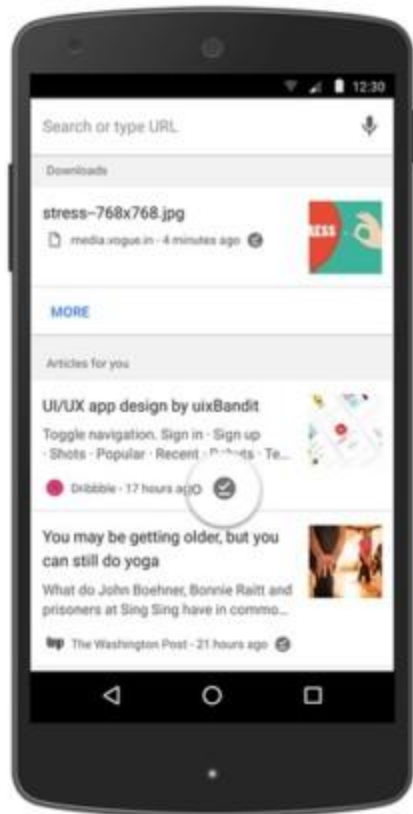 12:30
Search or type URL
Downloads
stress–768x768.jpg
media.vogue.in - 4 minutes ago
RESS
MORE
Articles for you
UI/UX app design by uixBandit
Toggle navigation. Sign in · Sign up
· Shots · Popular · Recent · Te...
Dribbble - 17 hours ago
You may be getting older, but you
can still do yoga
What do John Boehner, Bonnie Raitt and
prisoners at Sing Sing have in commo...
wp The Washington Post - 21 hours ago